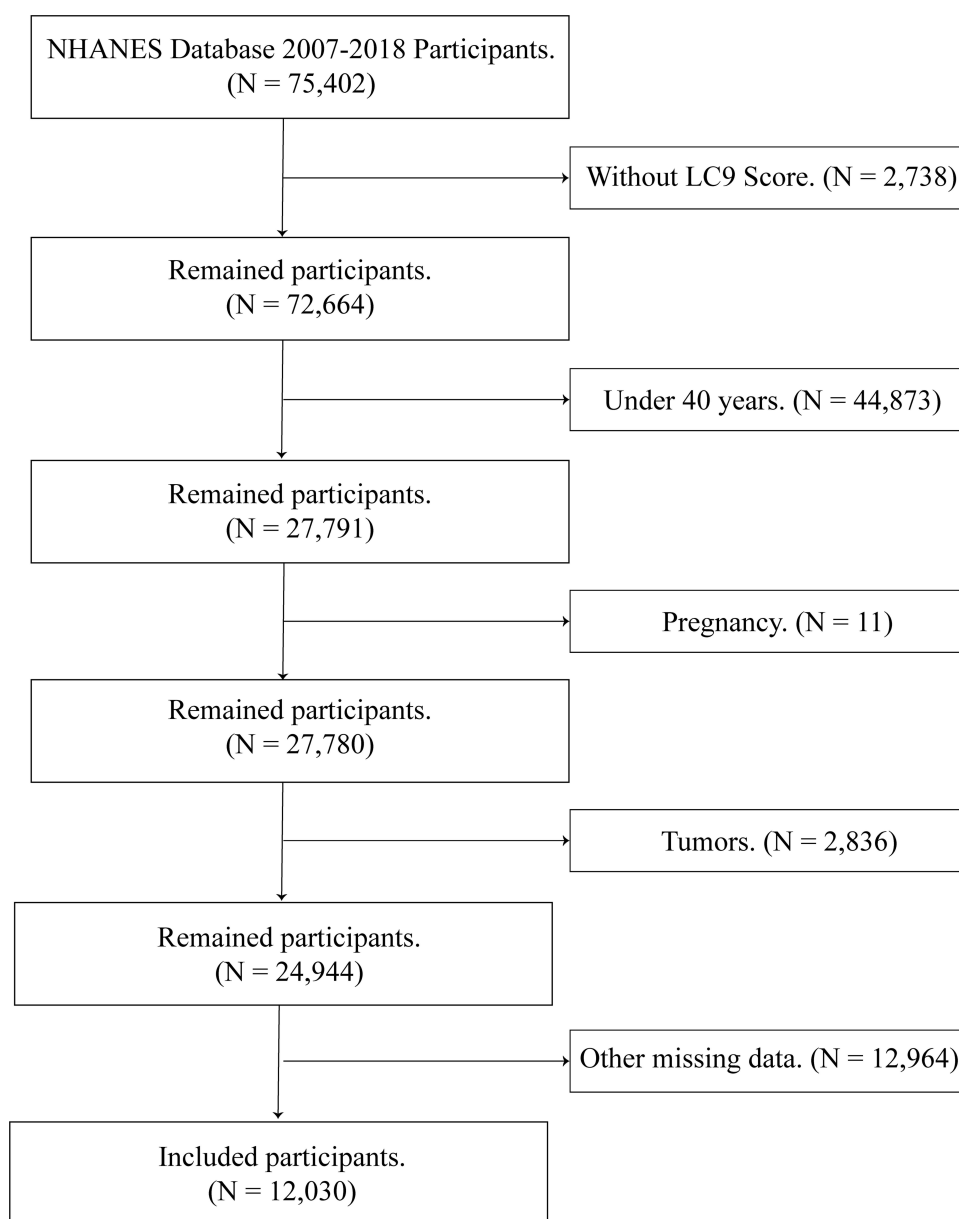 NHANES Database 2007-2018 Participants.
(N = 75,402)
Without LC9 Score. (N = 2,738)
Remained participants.
(N = 72,664)
Under 40 years. (N = 44,873)
Remained participants.
(N = 27,791)
Pregnancy. (N = 11)
Remained participants.
(N = 27,780)
Tumors. (N = 2,836)
Remained participants.
(N = 24,944)
Other missing data. (N = 12,964)
Included participants.
(N = 12,030)